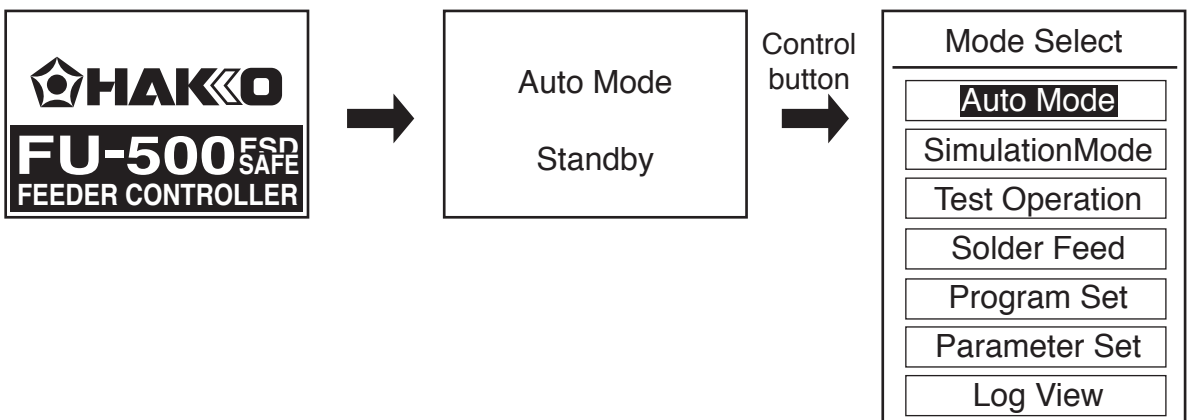 HAKKO
FU-500 ESD SAFE
FEEDER CONTROLLER
Auto Mode
Standby
Control
button
Mode Select
Auto Mode
SimulationMode
Test Operation
Solder Feed
Program Set
Parameter Set
Log View